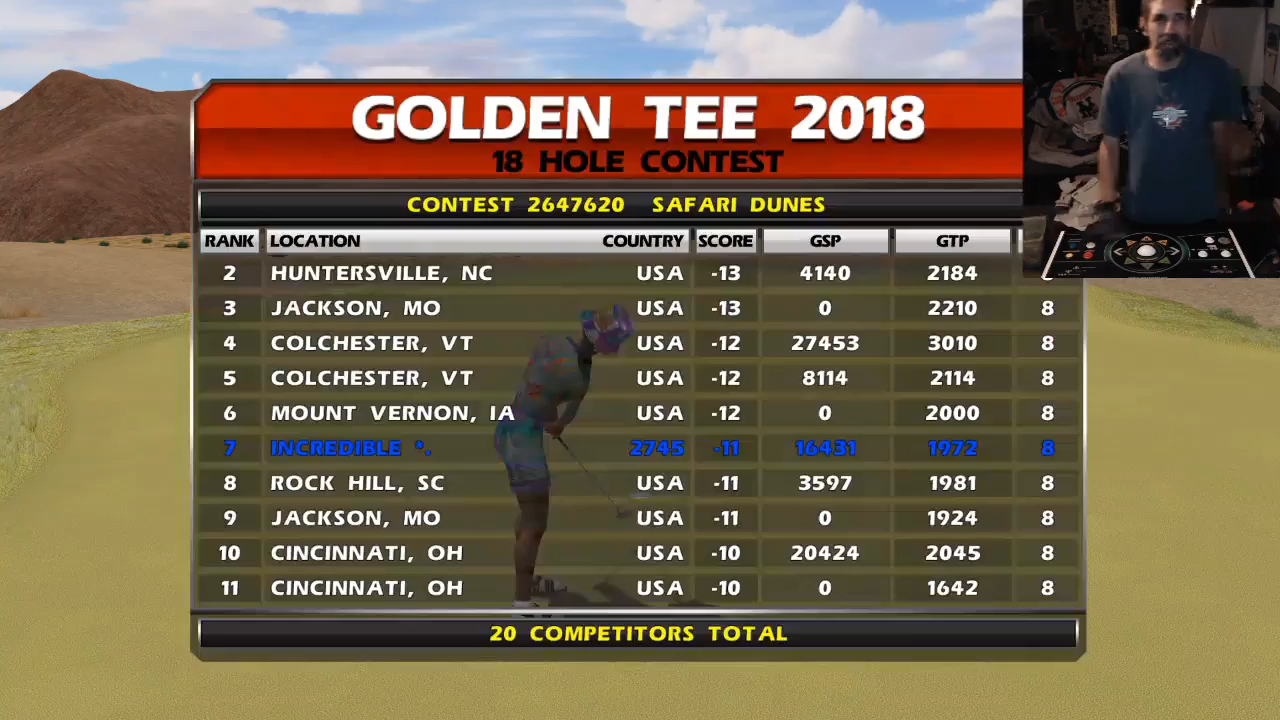 GOLDEN TEE 2018
18 HOLE CONTEST
CONTEST 2647620 SAFARI DUNES
RANK LOCATION COUNTRY SCORE GSP GTP
2 HUNTERSVILLE, NC USA -13 4140 2184
3 JACKSON, MO USA -13 0 2210 8
4 COLCHESTER, VT USA -12 27453 3010 8
5 COLCHESTER, VT USA -12 8114 2114 8
6 MOUNT VERNON, IA USA -12 0 2000 8
7 INCREDIBLE *. 2745 -11 16431 1972 8
8 ROCK HILL, SC USA -11 3597 1981 8
9 JACKSON, MO USA -11 0 1924 8
10 CINCINNATI, OH USA -10 20424 2045 8
11 CINCINNATI, OH USA -10 0 1642 8
20 COMPETITORS TOTAL